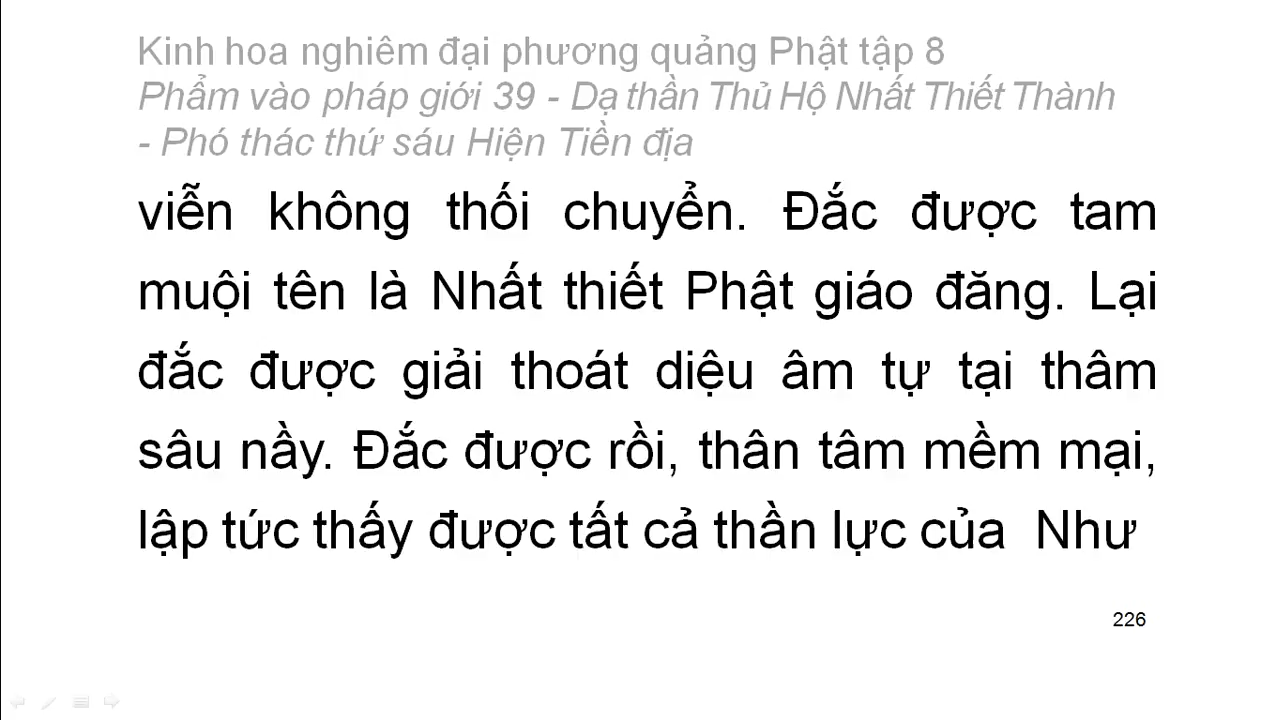 Kinh hoa nghiêm đại phương quảng Phật tập 8
Phẩm vào pháp giới 39 - Dạ thần Thủ Hộ Nhất Thiết Thành
- Phó thác thứ sáu Hiện Tiền địa
viễn không thối chuyển. Đắc được tam
muội tên là Nhất thiết Phật giáo đăng. Lại
đắc được giải thoát diệu âm tự tại thâm
sâu nầy. Đắc được rồi, thân tâm mềm mại,
lập tức thấy được tất cả thần lực của Như
226